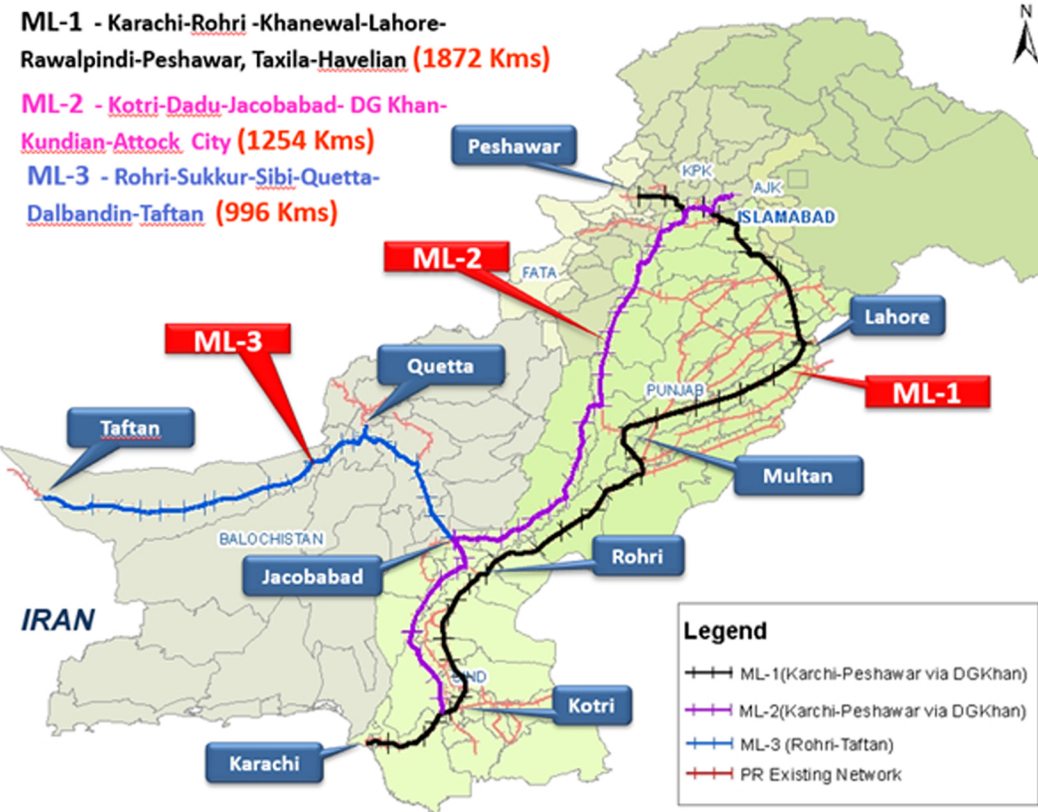 ML-1 - Karachi-Rohri -Khanewal-Lahore-
Rawalpindi-Peshawar, Taxila-Havelian (1872 Kms)
ML-2 - Kotri-Dadu-Jacobabad- DG Khan-
Kundian-Attock City (1254 Kms)
ML-3 - Rohri-Sukkur-Sibi-Quetta-
Dalbandin-Taftan (996 Kms)
N
Peshawar
KPK
AJK
ISLAMABAD
ML-2
FATA
Lahore
ML-3
Quetta
PUNJAB
ML-1
Taftan
Multan
BALOCHISTAN
Rohri
Jacobabad
IRAN
SIND
Kotri
Karachi
Legend
ML-1(Karchi-Peshawar via DGKhan)
ML-2(Karchi-Peshawar via DGKhan)
ML-3 (Rohri-Taftan)
PR Existing Network